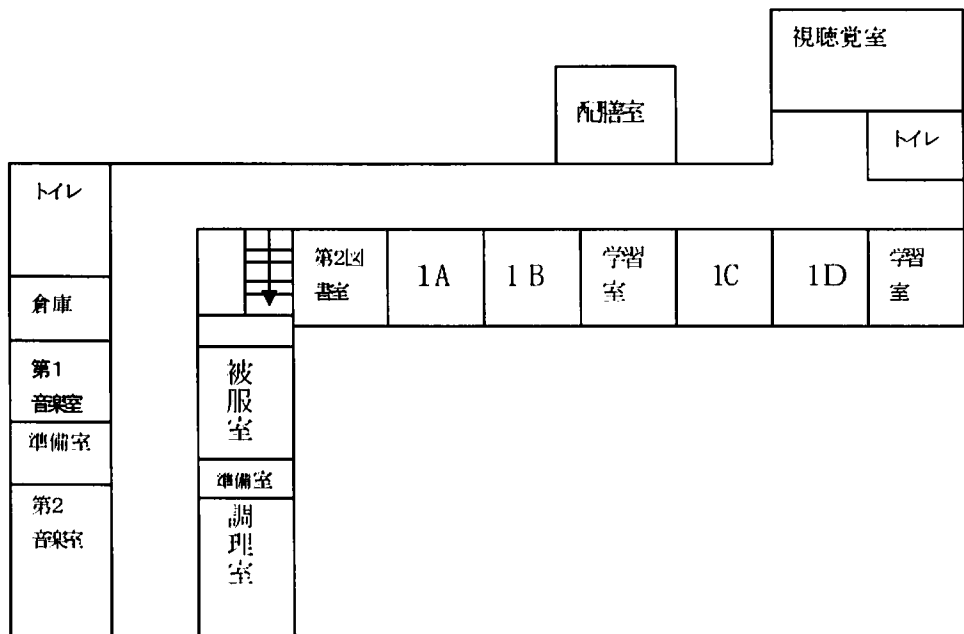 視聴覚室
配膳室
トイレ
トイレ
第2図
書室
1A
1B
学習
室
1C
1D
学習
室
倉庫
第1
音楽室
被
服
室
準備室
準備室
第2
音楽室
調
理
室